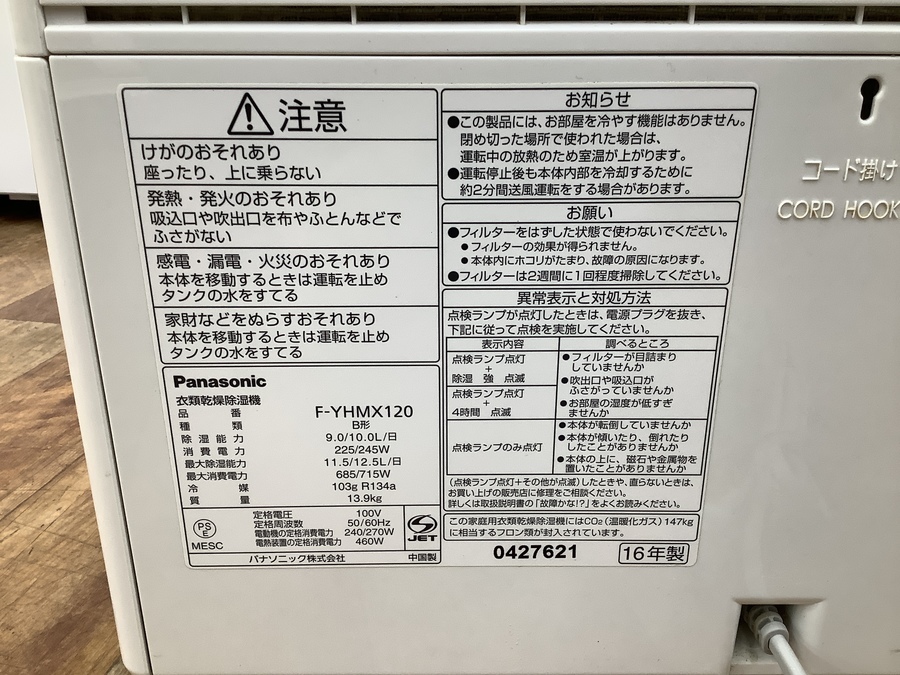 注意
けがのおそれあり
座ったり、上に乗らない
発熱・発火のおそれあり
吸込口や吹出口を布やふとんなどで
ふさがない
感電・漏電・火災のおそれあり
本体を移動するときは運転を止め
タンクの水をすてる
家財などをぬらすおそれあり
本体を移動するときは運転を止め
タンクの水をすてる
Panasonic
衣類乾燥除湿機
品番 F-YHMX120
種類 B形
除湿能力 9.0/10.0L/日
消費電力 225/245W
最大除湿能力 11.5/12.5L/日
最大消費電力 685/715W
冷媒 103g R134a
質量 13.9kg
PS
E
MESC
定格電圧 100V
定格周波数 50/60Hz
電動機の定格消費電力 240/270W
電熱装置の定格消費電力 460W
JET
パナソニック株式会社 中国製
お知らせ
●この製品には、お部屋を冷やす機能はありません。
閉め切った場所で使われた場合は、
運転中の放熱のため室温が上がります。
●運転停止後も本体内部を冷却するために
約2分間送風運転をする場合があります。
お願い
●フィルターをはずした状態で使わないでください。
●フィルターの効果が得られません。
●本体内にホコリがたまり、故障の原因になります。
●フィルターは2週間に1回程度掃除してください。
異常表示と対処方法
点検ランプが点灯したときは、電源プラグを抜き、
下記に従って点検を実施してください。
表示内容 調べるところ
点検ランプ点灯
+
除湿 強 点滅
●フィルターが目詰まり
していませんか
●吹出口や吸込口が
ふさがっていませんか
点検ランプ点灯
+
4時間 点滅
●お部屋の湿度が低すぎ
ませんか
点検ランプのみ点灯
●本体が転倒していませんか
●本体が傾いたり、倒れたり
したことがありませんか
●本体の上に、磁石や金属物を
置いたことがありませんか
(点検ランプ点灯+その他が点滅)したときや、直らないときは、
お買い上げの販売店に修理をご相談ください。
詳しくは取扱説明書の「故障かな!?」をよくお読みください。
この家庭用衣類乾燥除湿機にはCO2(温暖化ガス)147kg
に相当するフロン類が封入されています。
0427621
16年製
コード掛け
CORD HOOK